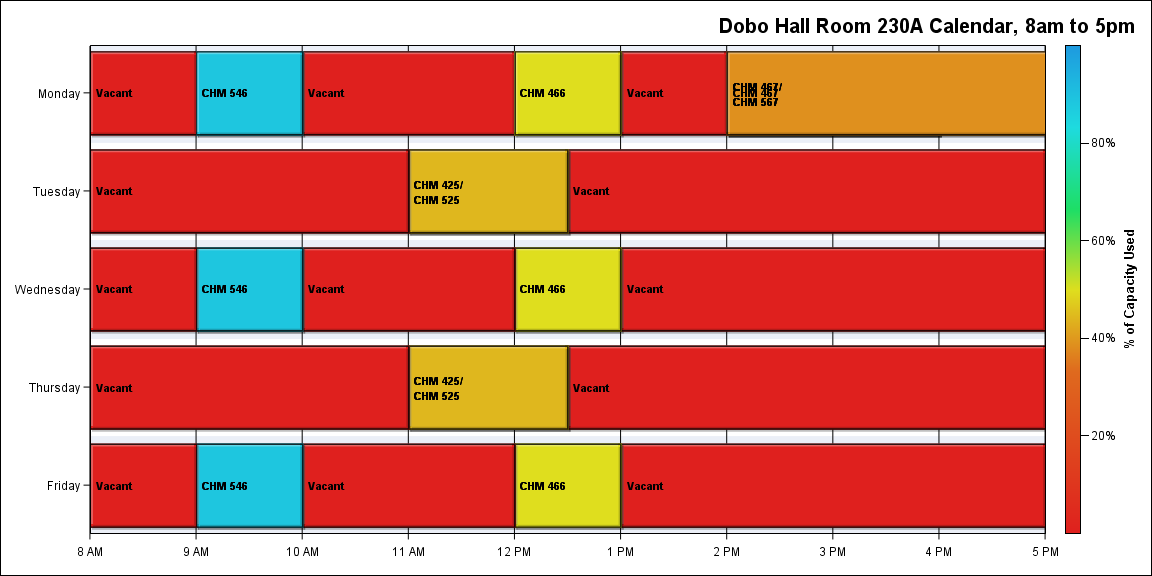 Dobo Hall Room 230A Calendar, 8am to 5pm
Monday
Vacant
CHM 546
Vacant
CHM 466
Vacant
CHM 467/
CHM 467
CHM 567
Tuesday
Vacant
CHM 425/
CHM 525
Vacant
Wednesday
Vacant
CHM 546
Vacant
CHM 466
Vacant
Thursday
Vacant
CHM 425/
CHM 525
Vacant
Friday
Vacant
CHM 546
Vacant
CHM 466
Vacant
8 AM
9 AM
10 AM
11 AM
12 PM
1 PM
2 PM
3 PM
4 PM
5 PM
80%
60%
40%
20%
% of Capacity Used